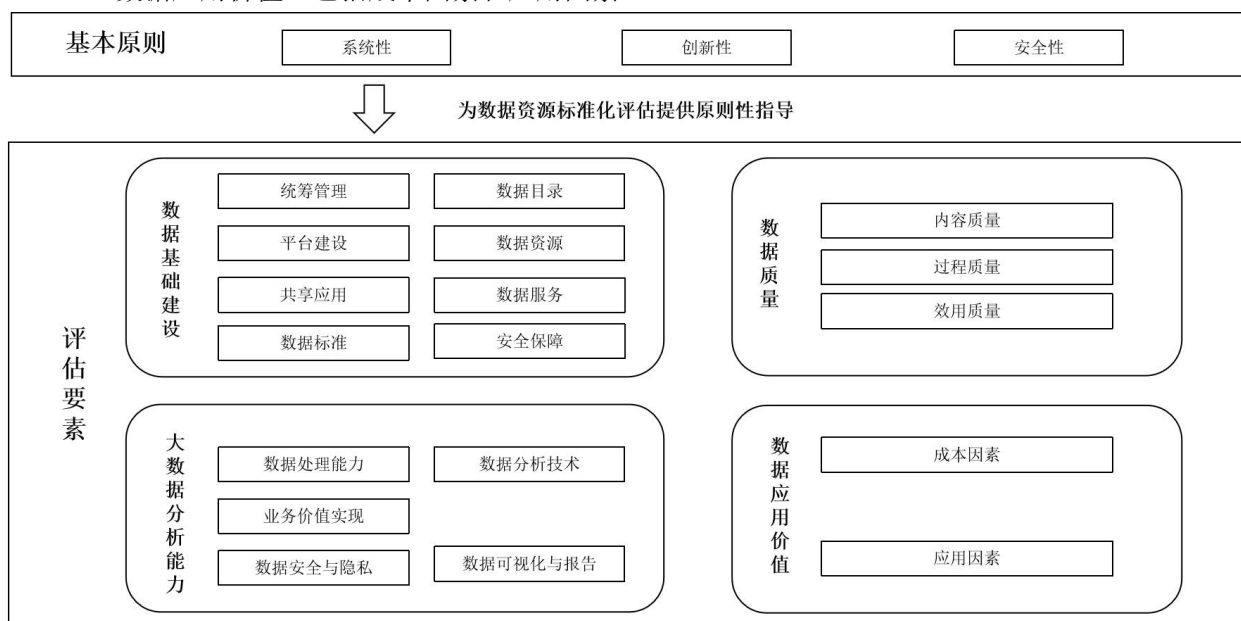 基本原则
系统性
创新性
安全性
为数据资源标准化评估提供原则性指导
评估要素
数据基础建设
统筹管理
数据目录
平台建设
数据资源
共享应用
数据服务
数据标准
安全保障
数据质量
内容质量
过程质量
效用质量
大数据分析能力
数据处理能力
数据分析技术
业务价值实现
数据安全与隐私
数据可视化与报告
数据应用价值
成本因素
应用因素